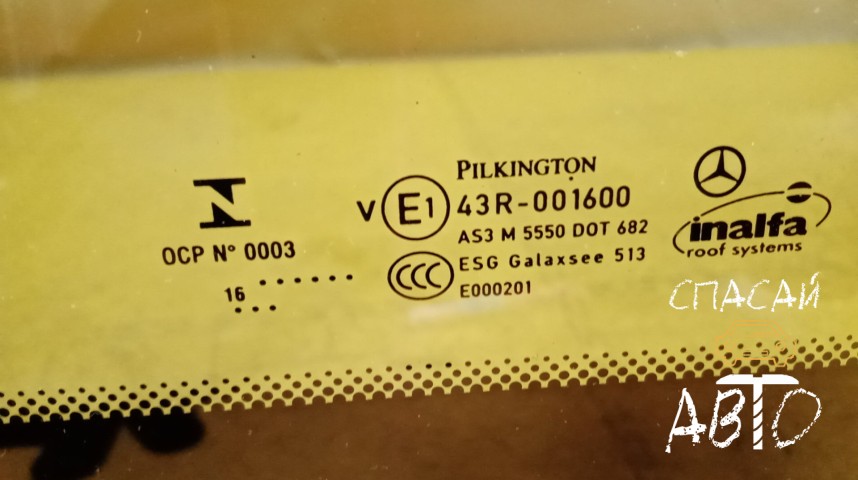 OCP N° 0003
16
PILKINGTON
V E1 43R-001600
AS3 M 5550 DOT 682
CCC ESG Galaxsee 513
E000201
inalfa
roof systems
СПАСАЙ
АВТО